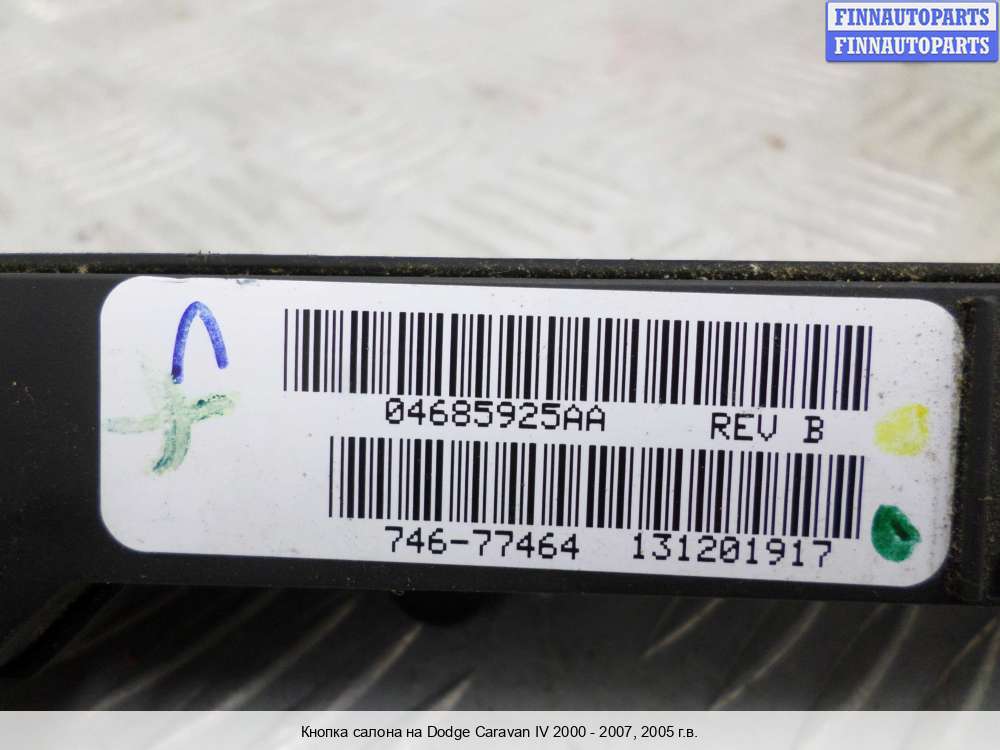 FINNAUTOPARTS
FINNAUTOPARTS
04685925AA REV B
746-77464 131201917
Кнопка салона на Dodge Caravan IV 2000 - 2007, 2005 г.в.